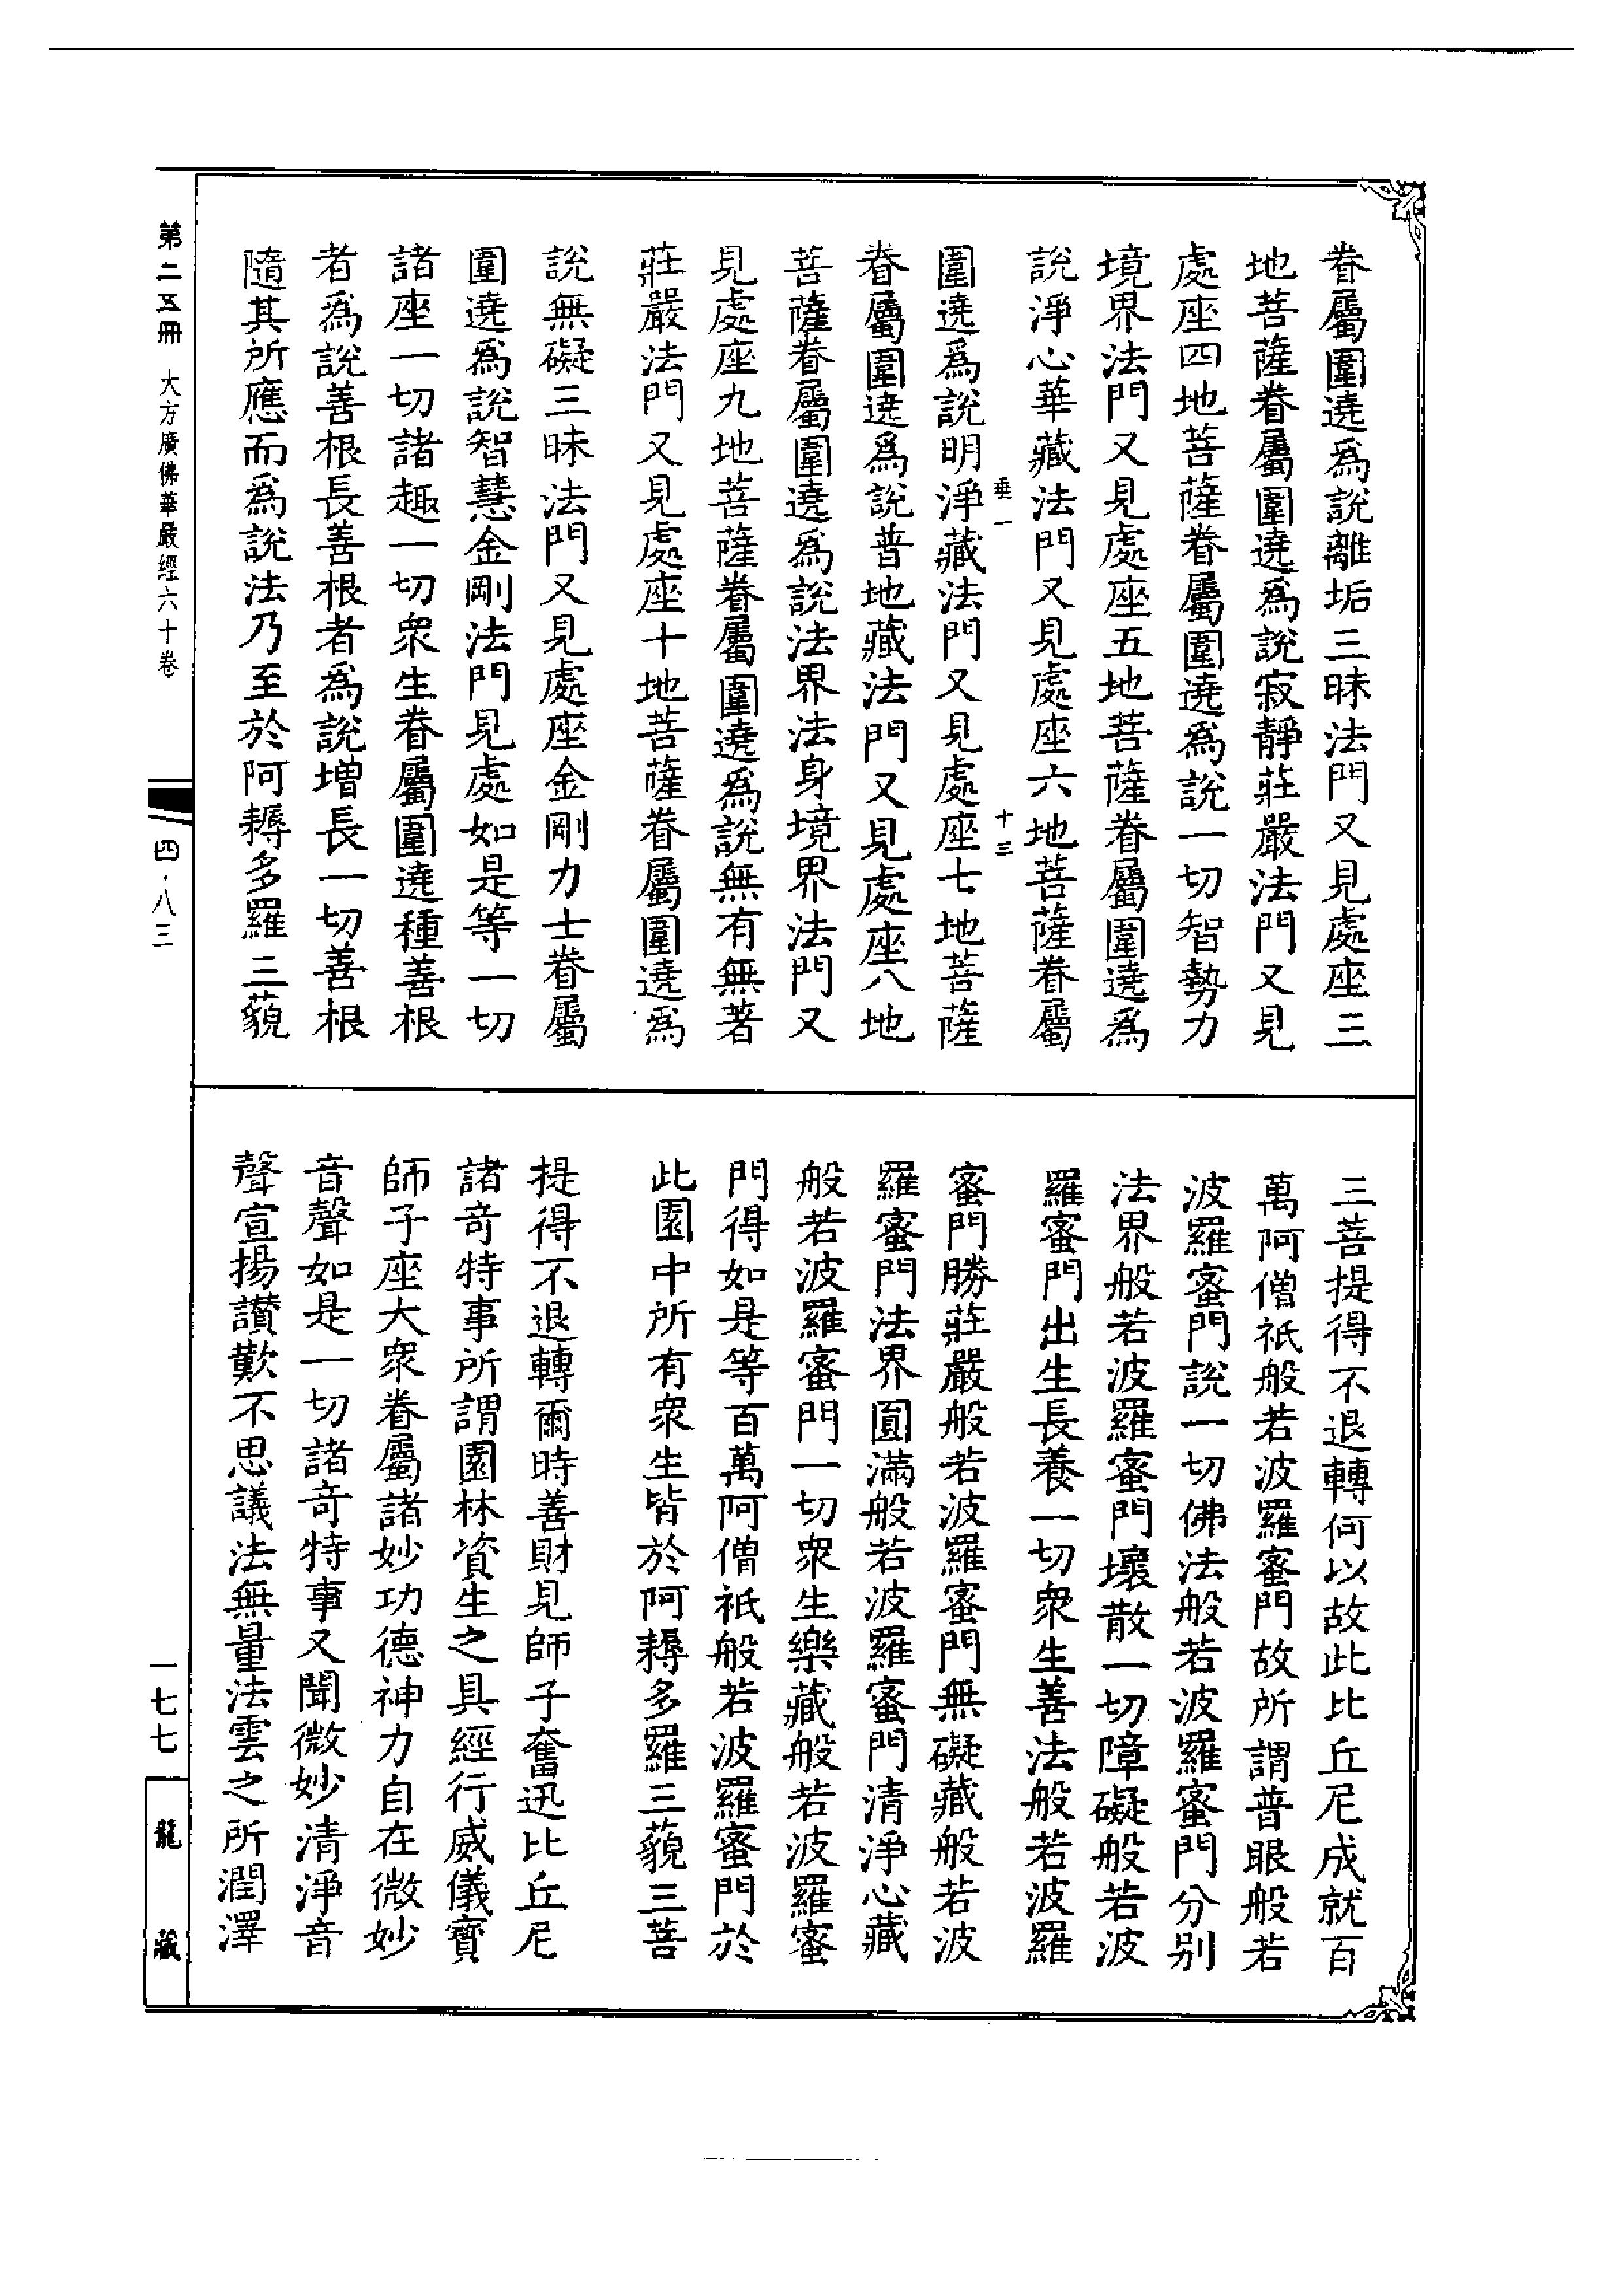 眷屬圍遶為說離垢三昧法門又見處座三
地菩薩眷屬圍遶為說寂靜莊嚴法門又見
處座四地菩薩眷屬圍遶為說一切智勢力
境界法門又見處座五地菩薩眷屬圍遶為
說淨心華藏法門又見處座六地菩薩眷屬
垂一 十三
圍遶為說明淨藏法門又見處座七地菩薩
眷屬圍遶為說普地藏法門又見處座八地
菩薩眷屬圍遶為說法界法身境界法門又
見處座九地菩薩眷屬圍遶為說無有無著
莊嚴法門又見處座十地菩薩眷屬圍遶為
說無礙三昧法門又見處座金剛力士眷屬
圍遶為說智慧金剛法門見處如是等一切
諸座一切諸趣一切眾生眷屬圍遶種善根
者為說善根長善根者為說增長一切善根
隨其所應而為說法乃至於阿耨多羅三藐
三菩提得不退轉何以故此比丘尼成就百
萬阿僧祇般若波羅蜜門故所謂普眼般若
波羅蜜門說一切佛法般若波羅蜜門分別
法界般若波羅蜜門壞散一切障礙般若波
羅蜜門出生長養一切眾生善法般若波羅
蜜門勝莊嚴般若波羅蜜門無礙藏般若波
羅蜜門法界圓滿般若波羅蜜門清淨心藏
般若波羅蜜門一切眾生樂藏般若波羅蜜
門得如是等百萬阿僧祇般若波羅蜜門於
此園中所有眾生皆於阿耨多羅三藐三菩
提得不退轉爾時善財見師子奮迅比丘尼
諸奇特事所謂園林資生之具經行威儀寶
師子座大眾眷屬諸妙功德神力自在微妙
音聲如是一切諸奇特事又聞微妙清淨音
聲宣揚讚歎不思議法無量法雲之所潤澤
第二五冊 大方廣佛華嚴經六十卷
四·八三
一七七
龍藏